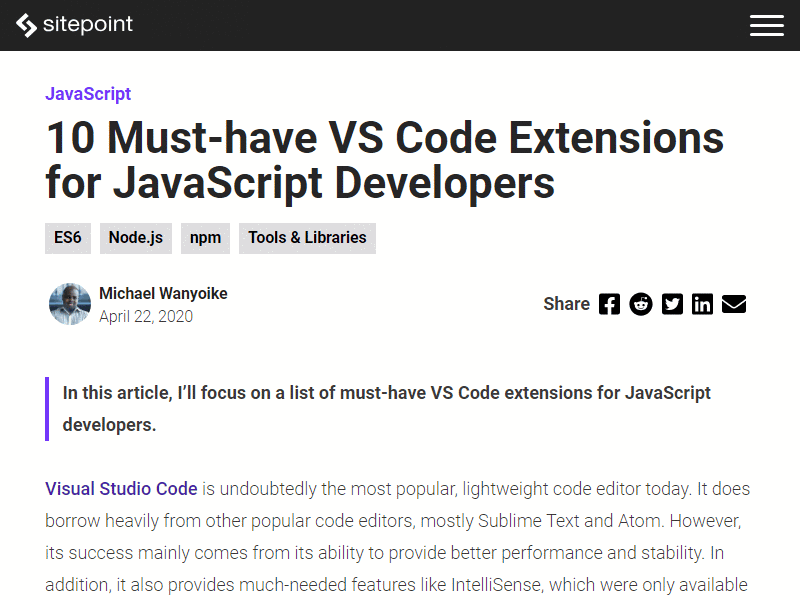 sitepoint
JavaScript
10 Must-have VS Code Extensions
for JavaScript Developers
ES6 Node.js npm Tools & Libraries
Michael Wanyoike
April 22, 2020
Share
In this article, I’ll focus on a list of must-have VS Code extensions for JavaScript
developers.
Visual Studio Code is undoubtedly the most popular, lightweight code editor today. It does
borrow heavily from other popular code editors, mostly Sublime Text and Atom. However,
its success mainly comes from its ability to provide better performance and stability. In
addition, it also provides much-needed features like IntelliSense, which were only available